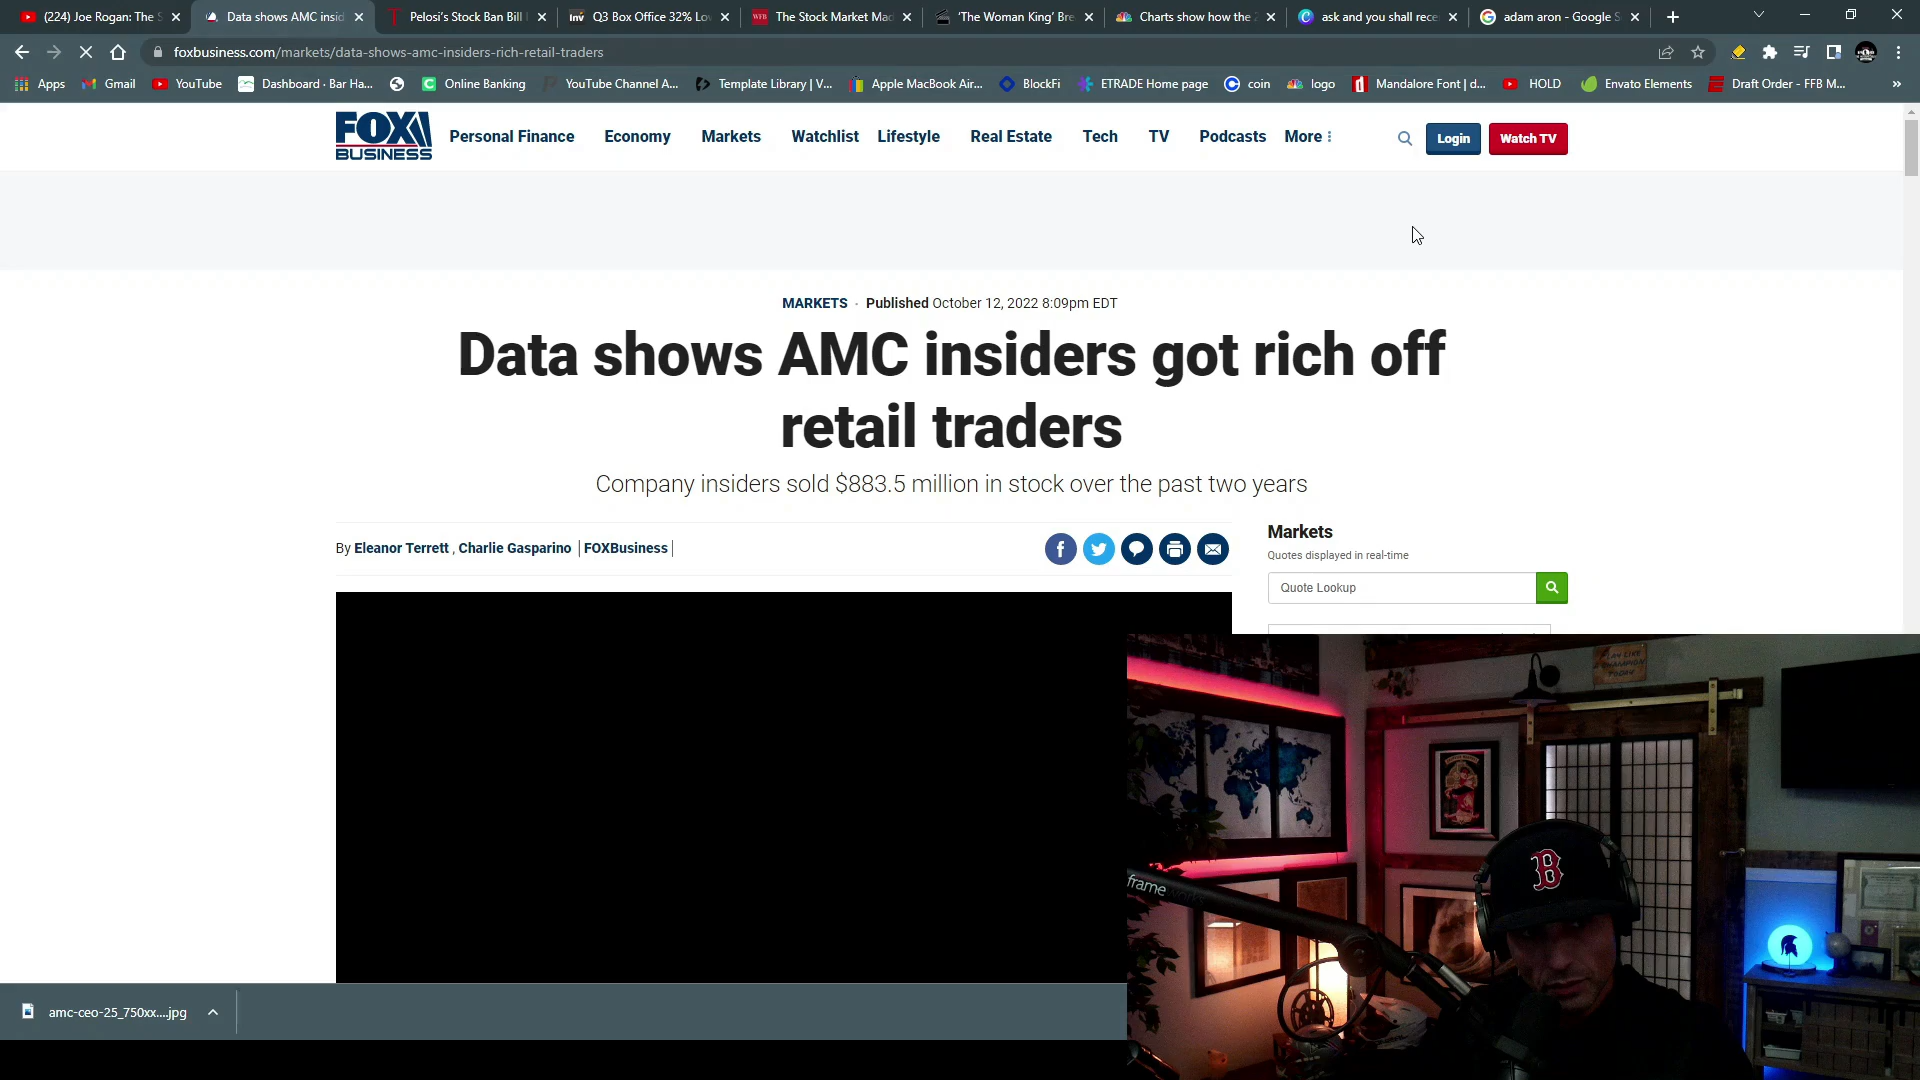 (224) Joe Rogan: The S
Data shows AMC insid
Pelosi's Stock Ban Bill
Q3 Box Office 32% Lo
The Stock Market Mad
'The Woman King' Bre
Charts show how the
ask and you shall rece
adam aron - Google S
foxbusiness.com/markets/data-shows-amc-insiders-rich-retail-traders
Apps
Gmail
YouTube
Dashboard · Bar Ha...
Online Banking
YouTube Channel A...
Template Library | V...
Apple MacBook Air...
BlockFi
ETRADE Home page
coin
logo
Mandalore Font | d...
HOLD
Envato Elements
Draft Order - FFB M...
»
FOX
BUSINESS
Personal Finance
Economy
Markets
Watchlist
Lifestyle
Real Estate
Tech
TV
Podcasts
More
Login
Watch TV
MARKETS · Published October 12, 2022 8:09pm EDT
Data shows AMC insiders got rich off
retail traders
Company insiders sold $883.5 million in stock over the past two years
By Eleanor Terrett , Charlie Gasparino | FOXBusiness |
Markets
Quotes displayed in real-time
Quote Lookup
PLAY LIKE
A CHAMPION
TODAY
B
frame
amc-ceo-25_750xx....jpg